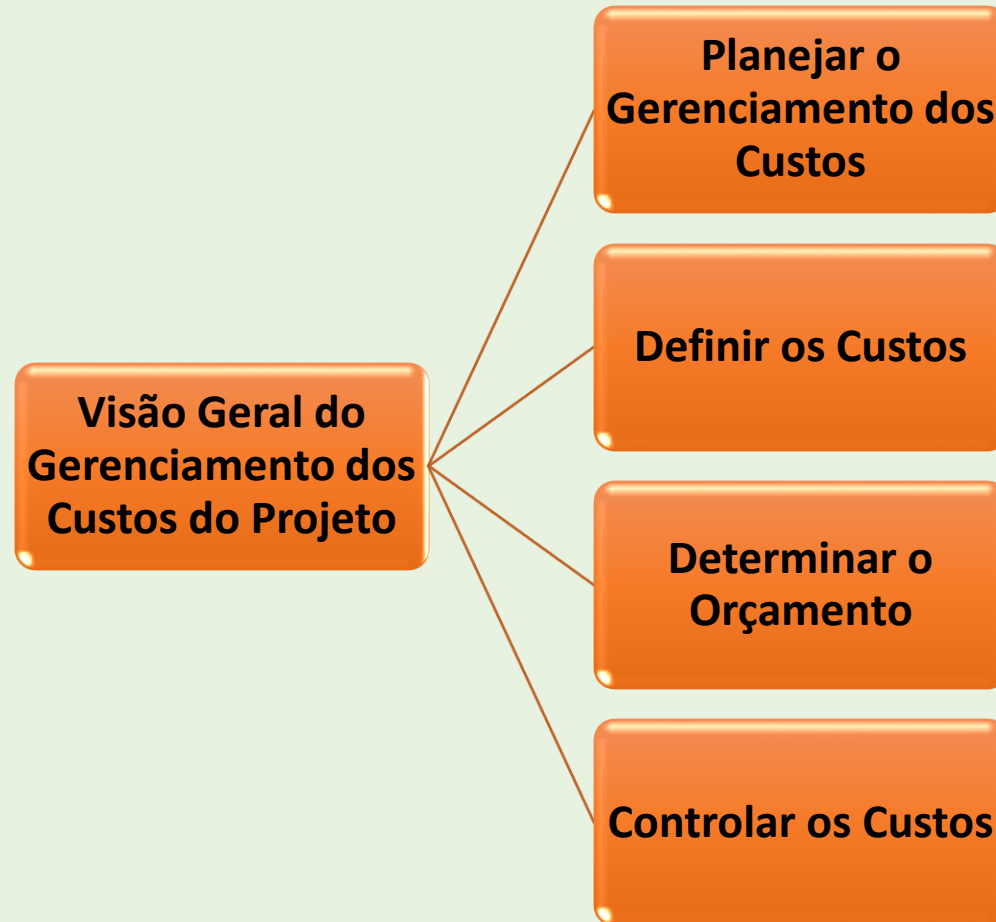 Visão Geral do
Gerenciamento dos
Custos do Projeto
Planejar o
Gerenciamento dos
Custos
Definir os Custos
Determinar o
Orçamento
Controlar os Custos